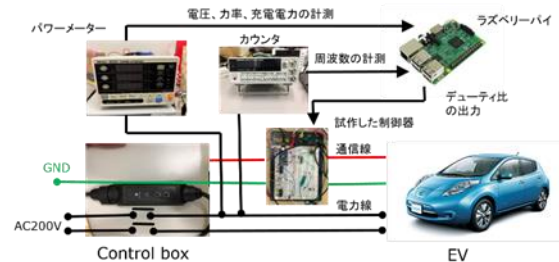 電圧、力率、充電電力の計測
パワーメーター
カウンタ
ラズベリーパイ
周波数の計測
デューティ比
の出力
試作した制御器
通信線
GND
電力線
AC200V
Control box
EV